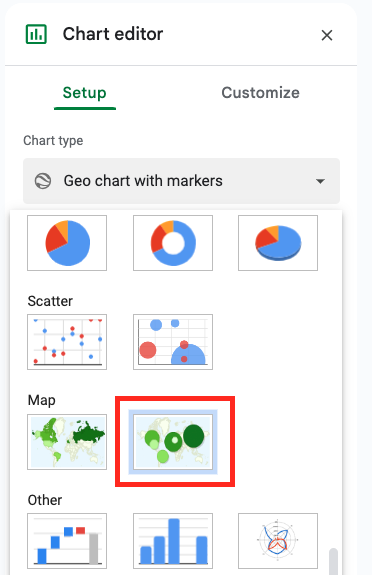 Chart editor
Setup
Customize
Chart type
Geo chart with markers
Scatter
Map
Other